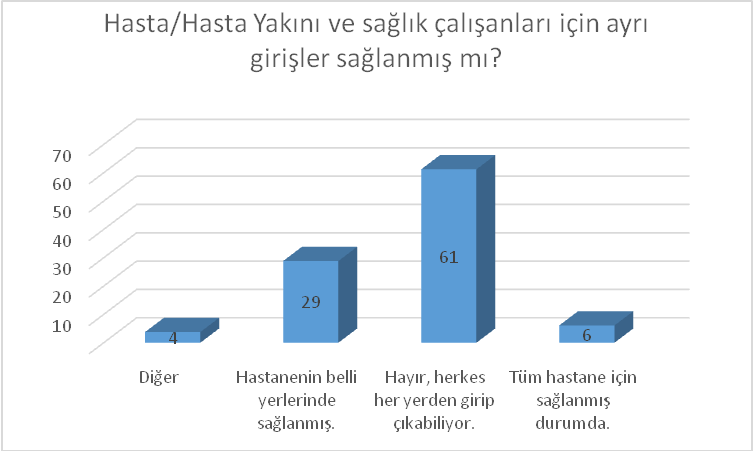 Hasta/Hasta Yakını ve sağlık çalışanları için ayrı
girişler sağlanmış mı?
70
60
50
40
30
20
10
4
29
61
6
Diğer
Hastanenin belli
yerlerinde
sağlanmış.
Hayır, herkes
her yerden girip
çıkabiliyor.
Tüm hastane için
sağlanmış
durumda.